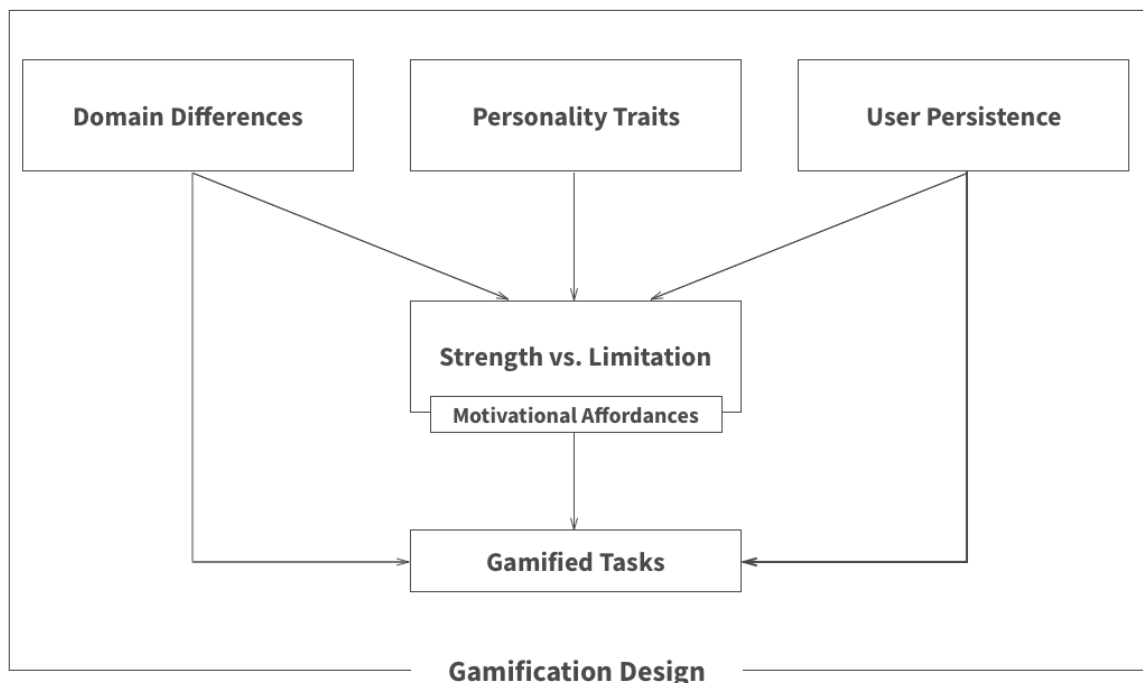 Domain Differences
Personality Traits
User Persistence
Strength vs. Limitation
Motivational Affordances
Gamified Tasks
Gamification Design